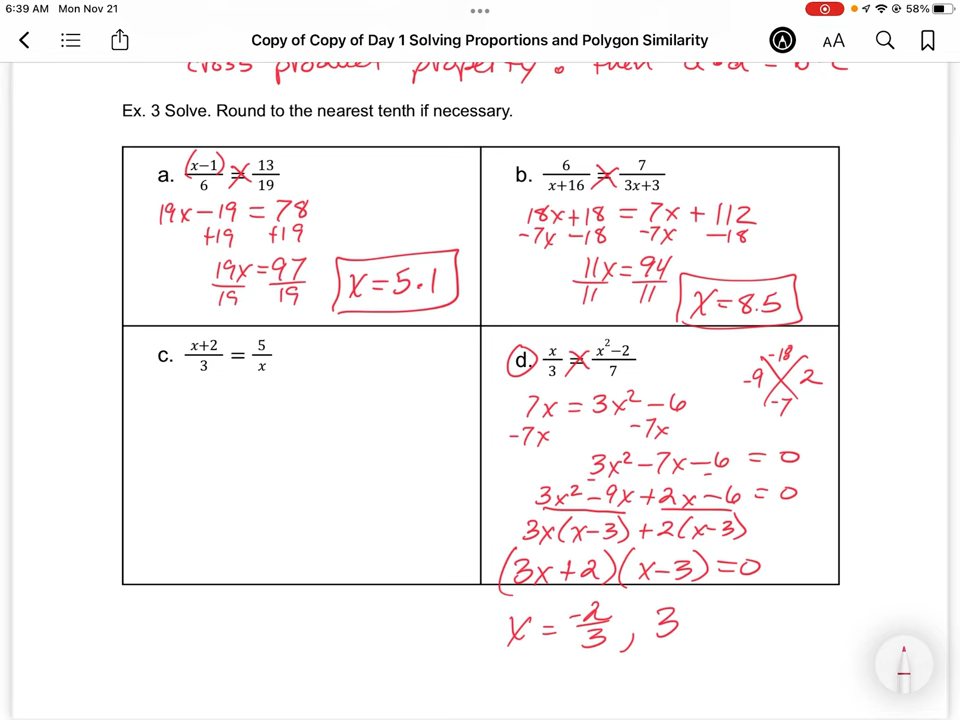 6:39 AM Mon Nov 21
58%
Copy of Copy of Day 1 Solving Proportions and Polygon Similarity
AA
cross product property: then a·d = b·c
Ex. 3 Solve. Round to the nearest tenth if necessary.
a. (x−1)/6 = 13/19
19x − 19 = 78
+19 +19
19x = 97
19 19
x = 5.1
b. 6/(x+16) = 7/(3x+3)
18x + 18 = 7x + 112
-7x -18 -7x -18
11x = 94
11 11
x = 8.5
c. (x+2)/3 = 5/x
d. x/3 = (x²−2)/7
-18
-9 2
-7
7x = 3x² − 6
-7x -7x
3x² − 7x − 6 = 0
3x² − 9x + 2x − 6 = 0
3x(x−3) + 2(x−3)
(3x+2)(x−3) = 0
x = -2/3, 3